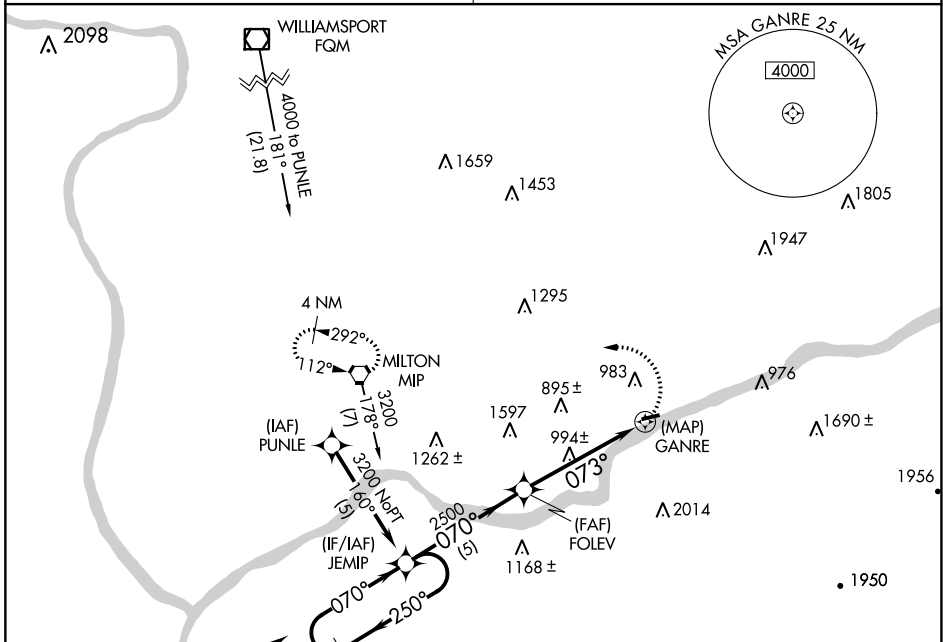 2098
WILLIAMSPORT
FQM
4000 to PUNLE
181°
(21.8)
MSA GANRE 25 NM
4000
1659
1453
1805
1947
1295
4 NM
292°
112°
MILTON
MIP
3200
178°
(7)
(IAF)
PUNLE
3200 NoPT
160°
(5)
1262 ±
1597
895 ±
983
994±
976
1690 ±
(MAP)
GANRE
073°
1956
2014
(FAF)
FOLEV
2500
070°
(5)
(IF/IAF)
JEMIP
1168 ±
1950
070°
250°